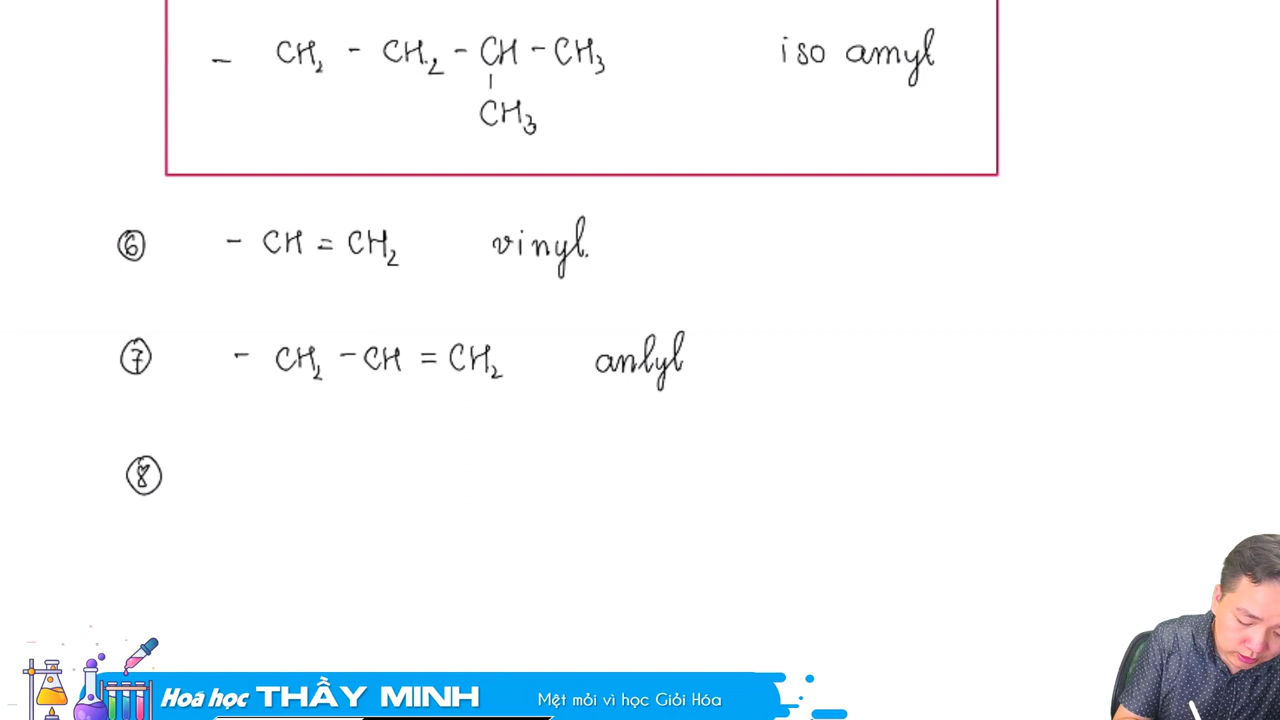 - CH₂ - CH₂ - CH - CH₃ iso amyl
CH₃
⑥ - CH = CH₂ vinyl.
⑦ - CH₂ - CH = CH₂ anlyl
⑧
Hoá học THẦY MINH Mệt mỏi vì học Giỏi Hóa